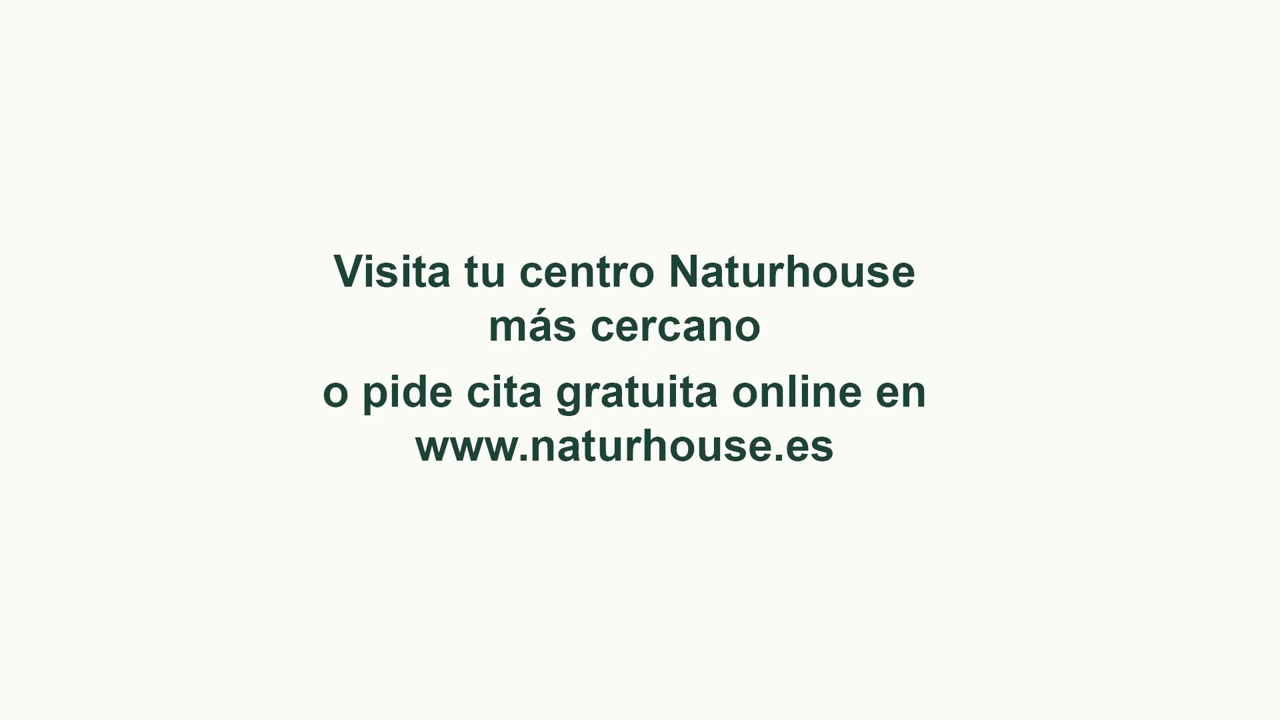 Visita tu centro Naturhouse
más cercano
o pide cita gratuita online en
www.naturhouse.es